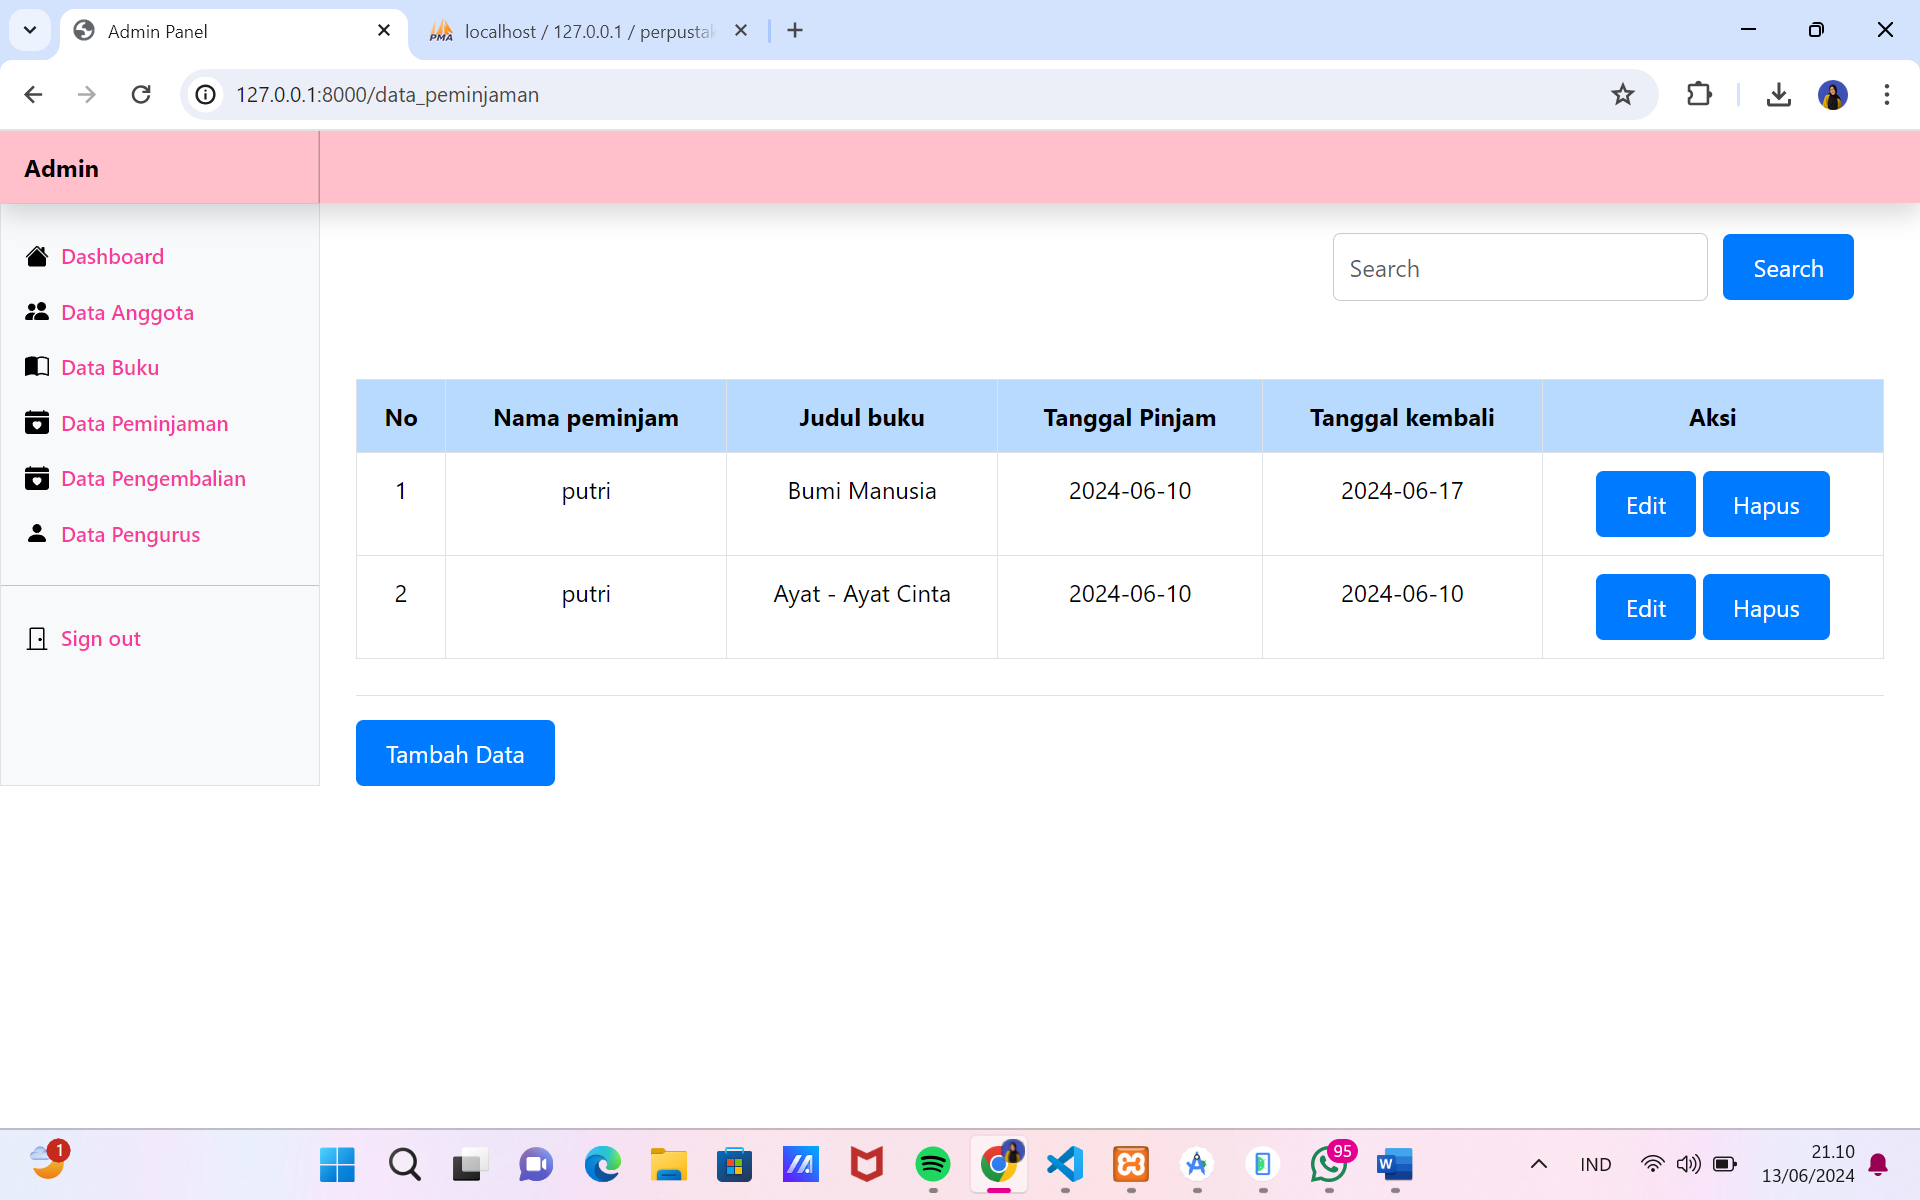 Admin Panel
localhost / 127.0.0.1 / perpustak
127.0.0.1:8000/data_peminjaman
Admin
Dashboard
Data Anggota
Data Buku
Data Peminjaman
Data Pengembalian
Data Pengurus
Sign out
Search Search
No Nama peminjam Judul buku Tanggal Pinjam Tanggal kembali Aksi
1 putri Bumi Manusia 2024-06-10 2024-06-17 Edit Hapus
2 putri Ayat - Ayat Cinta 2024-06-10 2024-06-10 Edit Hapus
Tambah Data
1
PMA
W
95
IND
21.10
13/06/2024